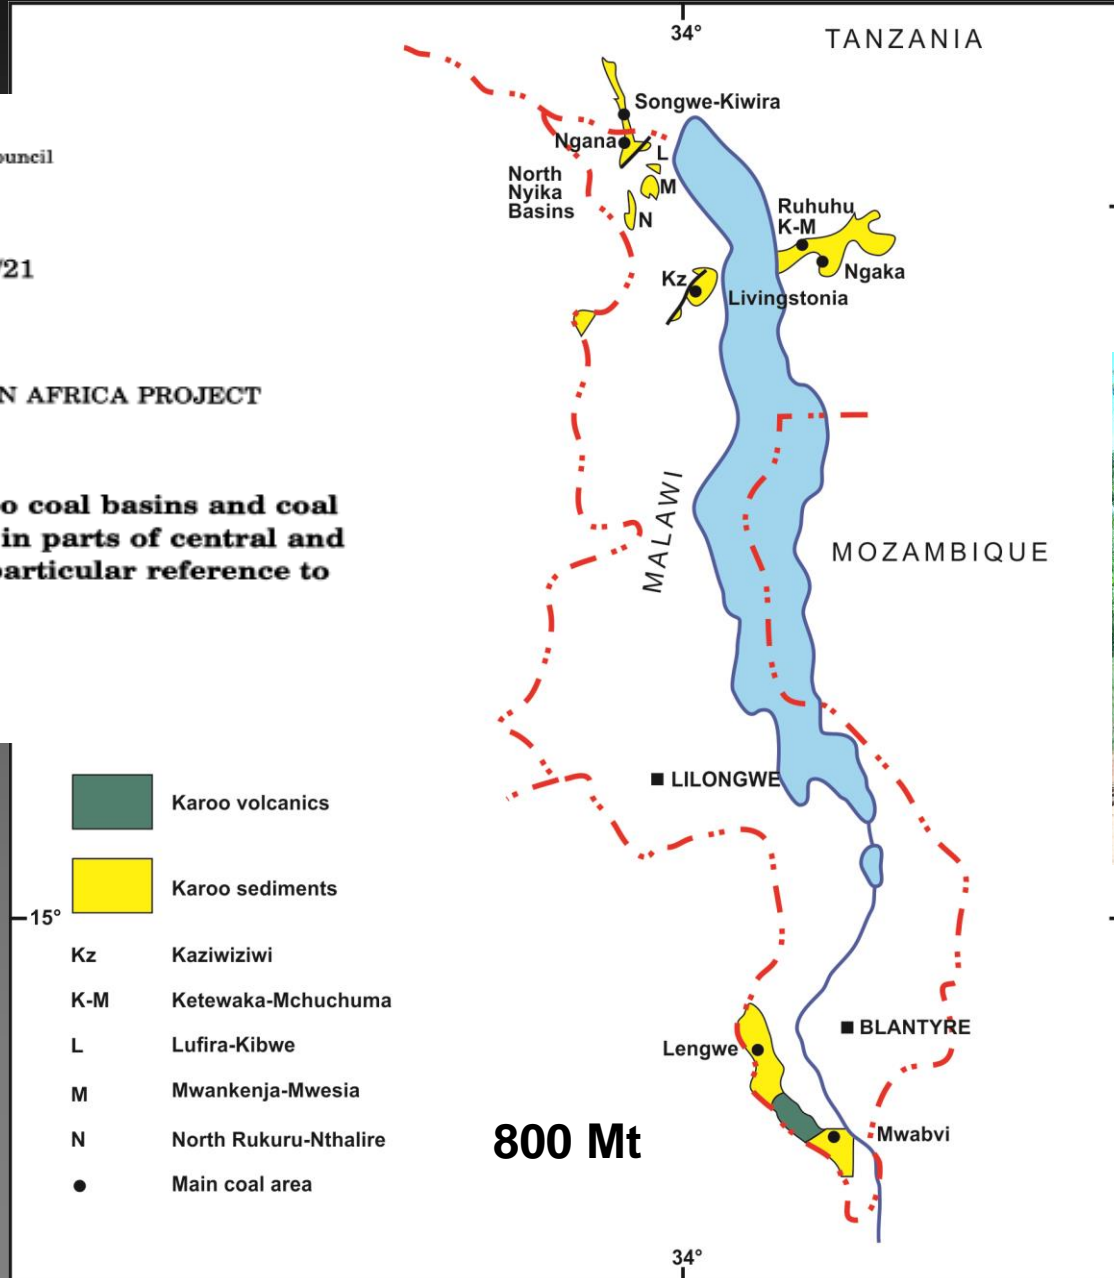 34°
TANZANIA
Songwe-Kiwira
Ngana
L
North
Nyika
Basins
M
N
Ruhuhu
K-M
Ngaka
Kz
Livingstonia
/21
N AFRICA PROJECT
o coal basins and coal
in parts of central and
particular reference to
MALAWI
MOZAMBIQUE
LILONGWE
Karoo volcanics
Karoo sediments
15°
Kz Kaziwiziwi
K-M Ketewaka-Mchuchuma
L Lufira-Kibwe
M Mwankenja-Mwesia
N North Rukuru-Nthalire
Main coal area
BLANTYRE
Lengwe
Mwabvi
800 Mt
34°